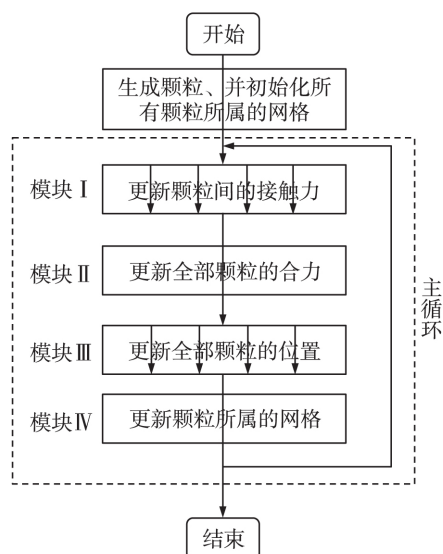 开始
生成颗粒、并初始化所
有颗粒所属的网格
模块Ⅰ
更新颗粒间的接触力
模块Ⅱ
更新全部颗粒的合力
模块Ⅲ
更新全部颗粒的位置
模块Ⅳ
更新颗粒所属的网格
主循环
结束